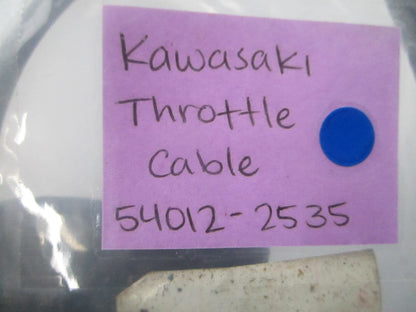 Kawasaki
Throttle
Cable
54012-2535